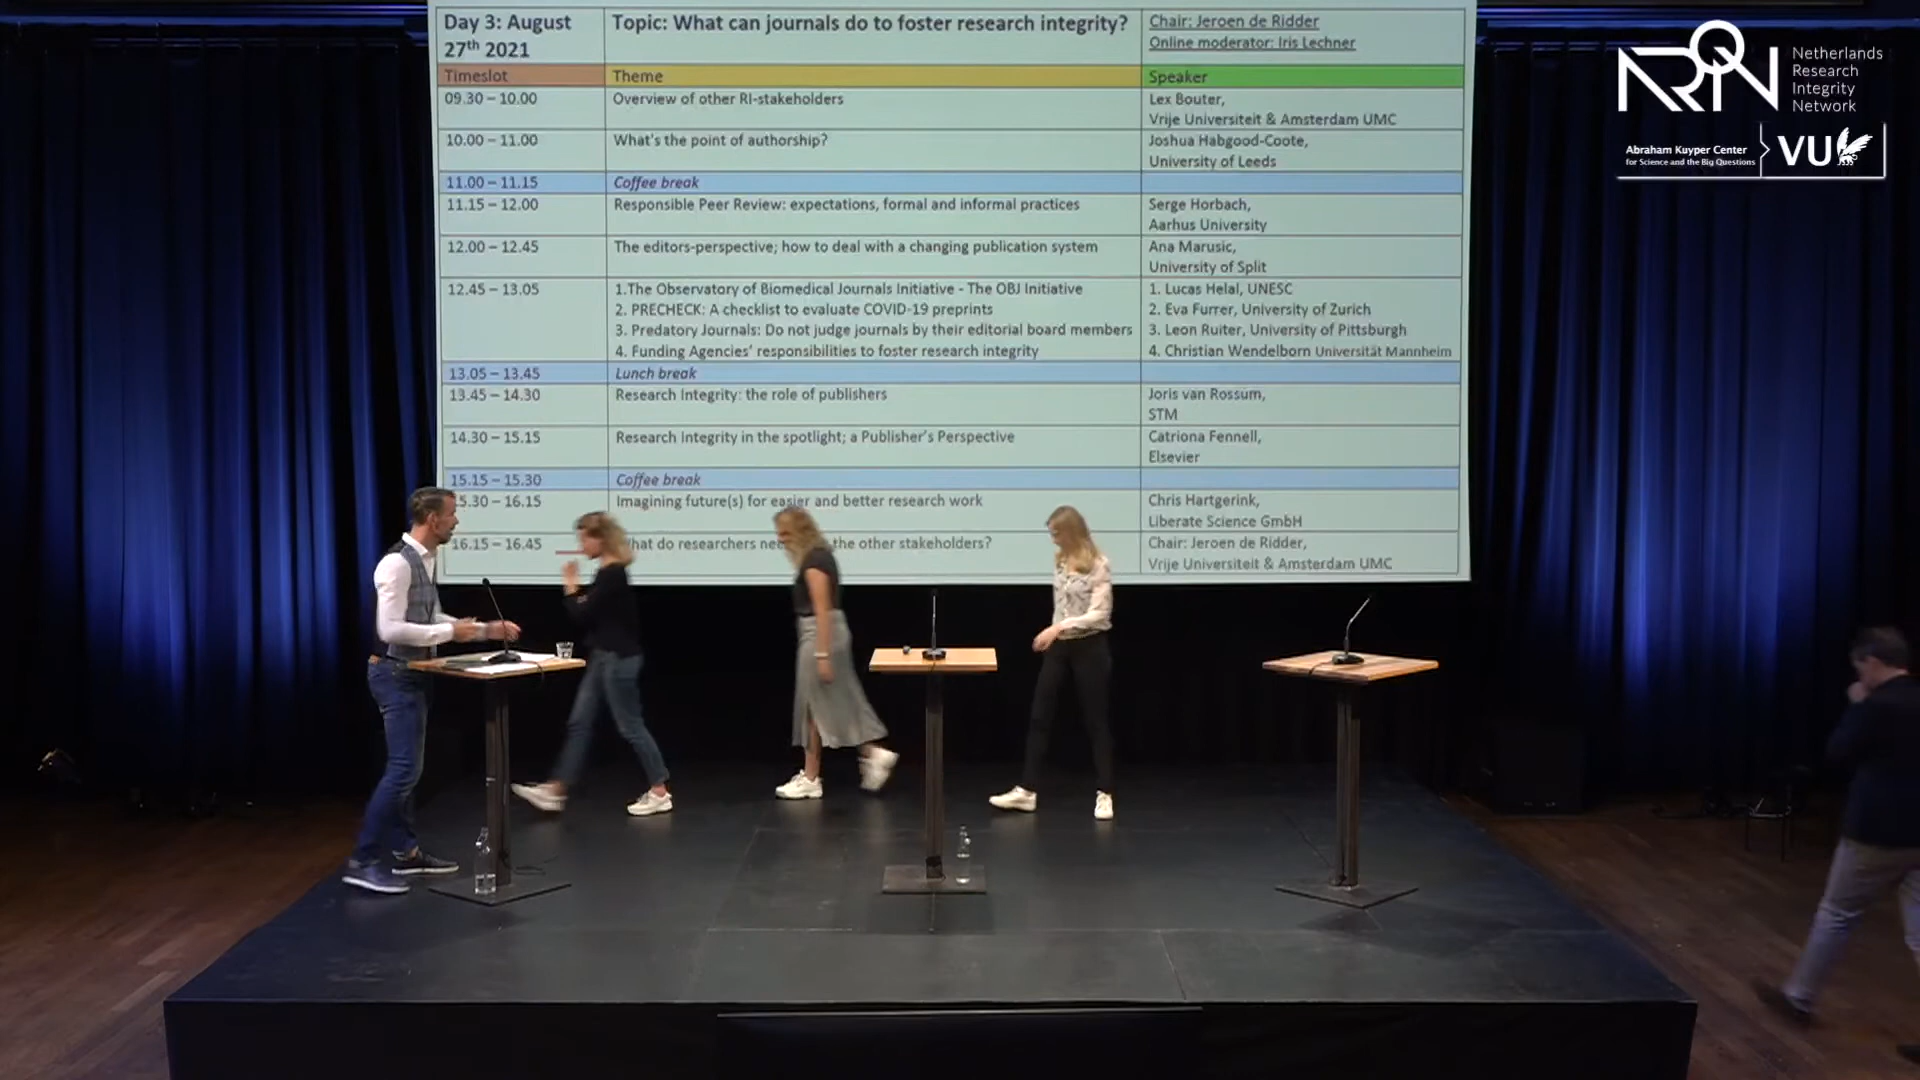 Day 3: August
27th 2021
Topic: What can journals do to foster research integrity?
Chair: Jeroen de Ridder
Online moderator: Iris Lechner
Timeslot
Theme
Speaker
09.30 – 10.00
Overview of other RI-stakeholders
Lex Bouter,
Vrije Universiteit & Amsterdam UMC
10.00 – 11.00
What's the point of authorship?
Joshua Habgood-Coote,
University of Leeds
11.00 – 11.15
Coffee break
11.15 – 12.00
Responsible Peer Review: expectations, formal and informal practices
Serge Horbach,
Aarhus University
12.00 – 12.45
The editors-perspective; how to deal with a changing publication system
Ana Marusic,
University of Split
12.45 – 13.05
1.The Observatory of Biomedical Journals Initiative - The OBJ Initiative
2. PRECHECK: A checklist to evaluate COVID-19 preprints
3. Predatory Journals: Do not judge journals by their editorial board members
4. Funding Agencies' responsibilities to foster research integrity
1. Lucas Helal, UNESC
2. Eva Furrer, University of Zurich
3. Leon Ruiter, University of Pittsburgh
4. Christian Wendelborn Universität Mannheim
13.05 – 13.45
Lunch break
13.45 – 14.30
Research Integrity: the role of publishers
Joris van Rossum,
STM
14.30 – 15.15
Research Integrity in the spotlight; a Publisher's Perspective
Catriona Fennell,
Elsevier
15.15 – 15.30
Coffee break
5.30 – 16.15
Imagining future(s) for easier and better research work
Chris Hartgerink,
Liberate Science GmbH
16.15 – 16.45
hat do researchers nee the other stakeholders?
Chair: Jeroen de Ridder,
Vrije Universiteit & Amsterdam UMC
NRIN
Netherlands
Research
Integrity
Network
Abraham Kuyper Center
for Science and the Big Questions
VU